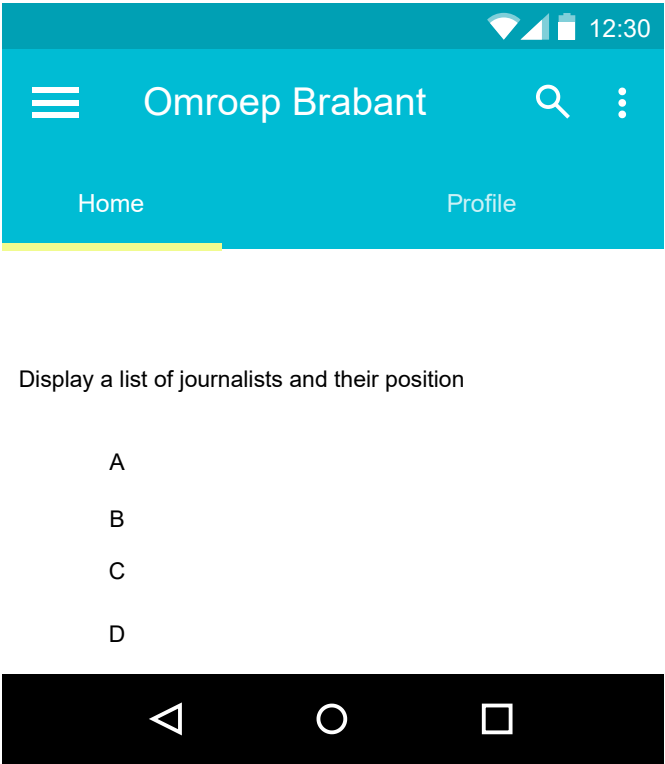 12:30
Omroep Brabant
Home Profile
Display a list of journalists and their position
A
B
C
D